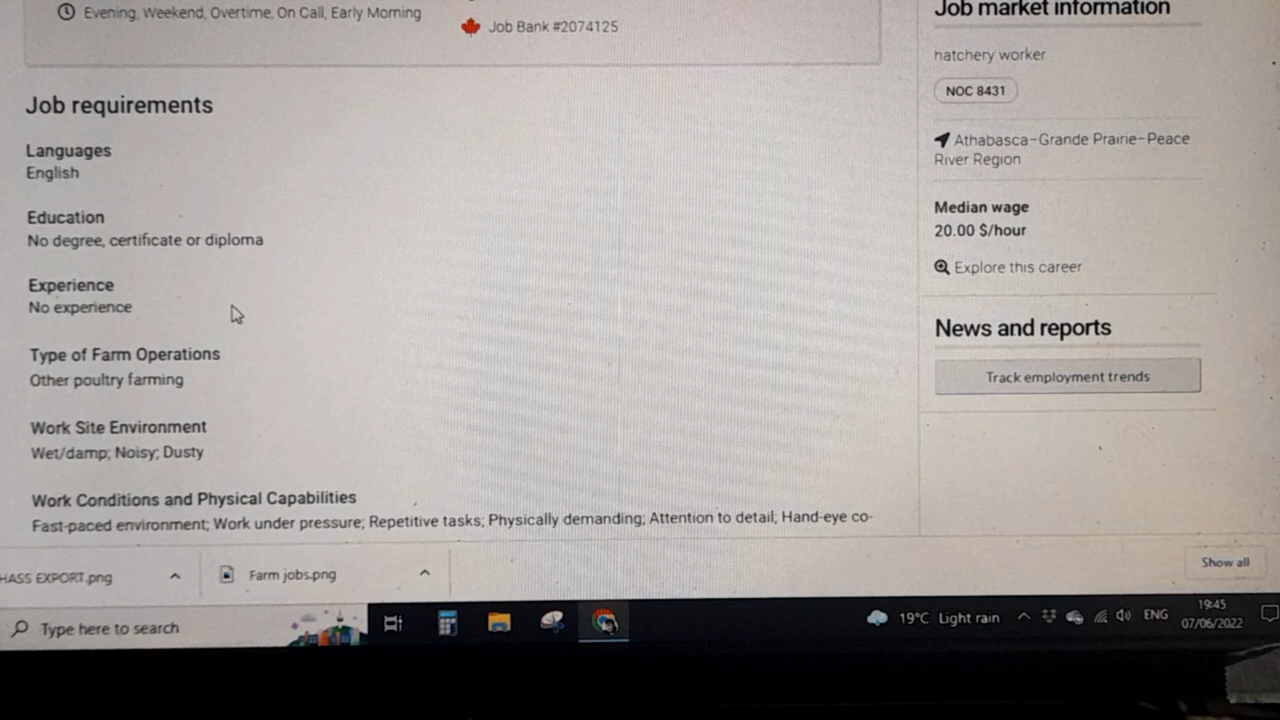 Evening, Weekend, Overtime, On Call, Early Morning
Job Bank #2074125
Job requirements
Languages
English
Education
No degree, certificate or diploma
Experience
No experience
Type of Farm Operations
Other poultry farming
Work Site Environment
Wet/damp; Noisy; Dusty
Work Conditions and Physical Capabilities
Fast-paced environment; Work under pressure; Repetitive tasks; Physically demanding; Attention to detail; Hand-eye co-
Job market information
hatchery worker
NOC 8431
Athabasca–Grande Prairie–Peace
River Region
Median wage
20.00 $/hour
Explore this career
News and reports
Track employment trends
HASS EXPORT.png
Farm jobs.png
Show all
Type here to search
19°C Light rain
ENG
19:45
07/06/2022